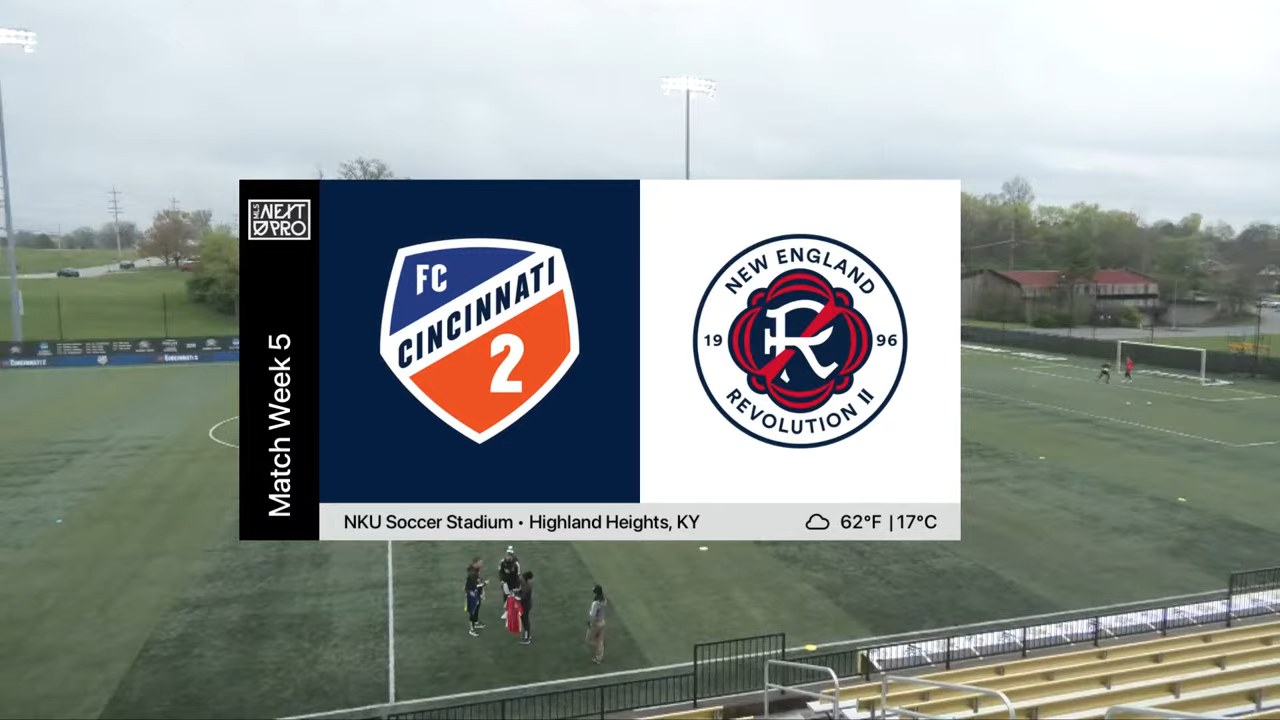 MLS
NEXT
PRO
Match Week 5
FC
CINCINNATI
2
NEW ENGLAND
19 96
REVOLUTION II
NKU Soccer Stadium • Highland Heights, KY
62°F | 17°C
CINCINNATI